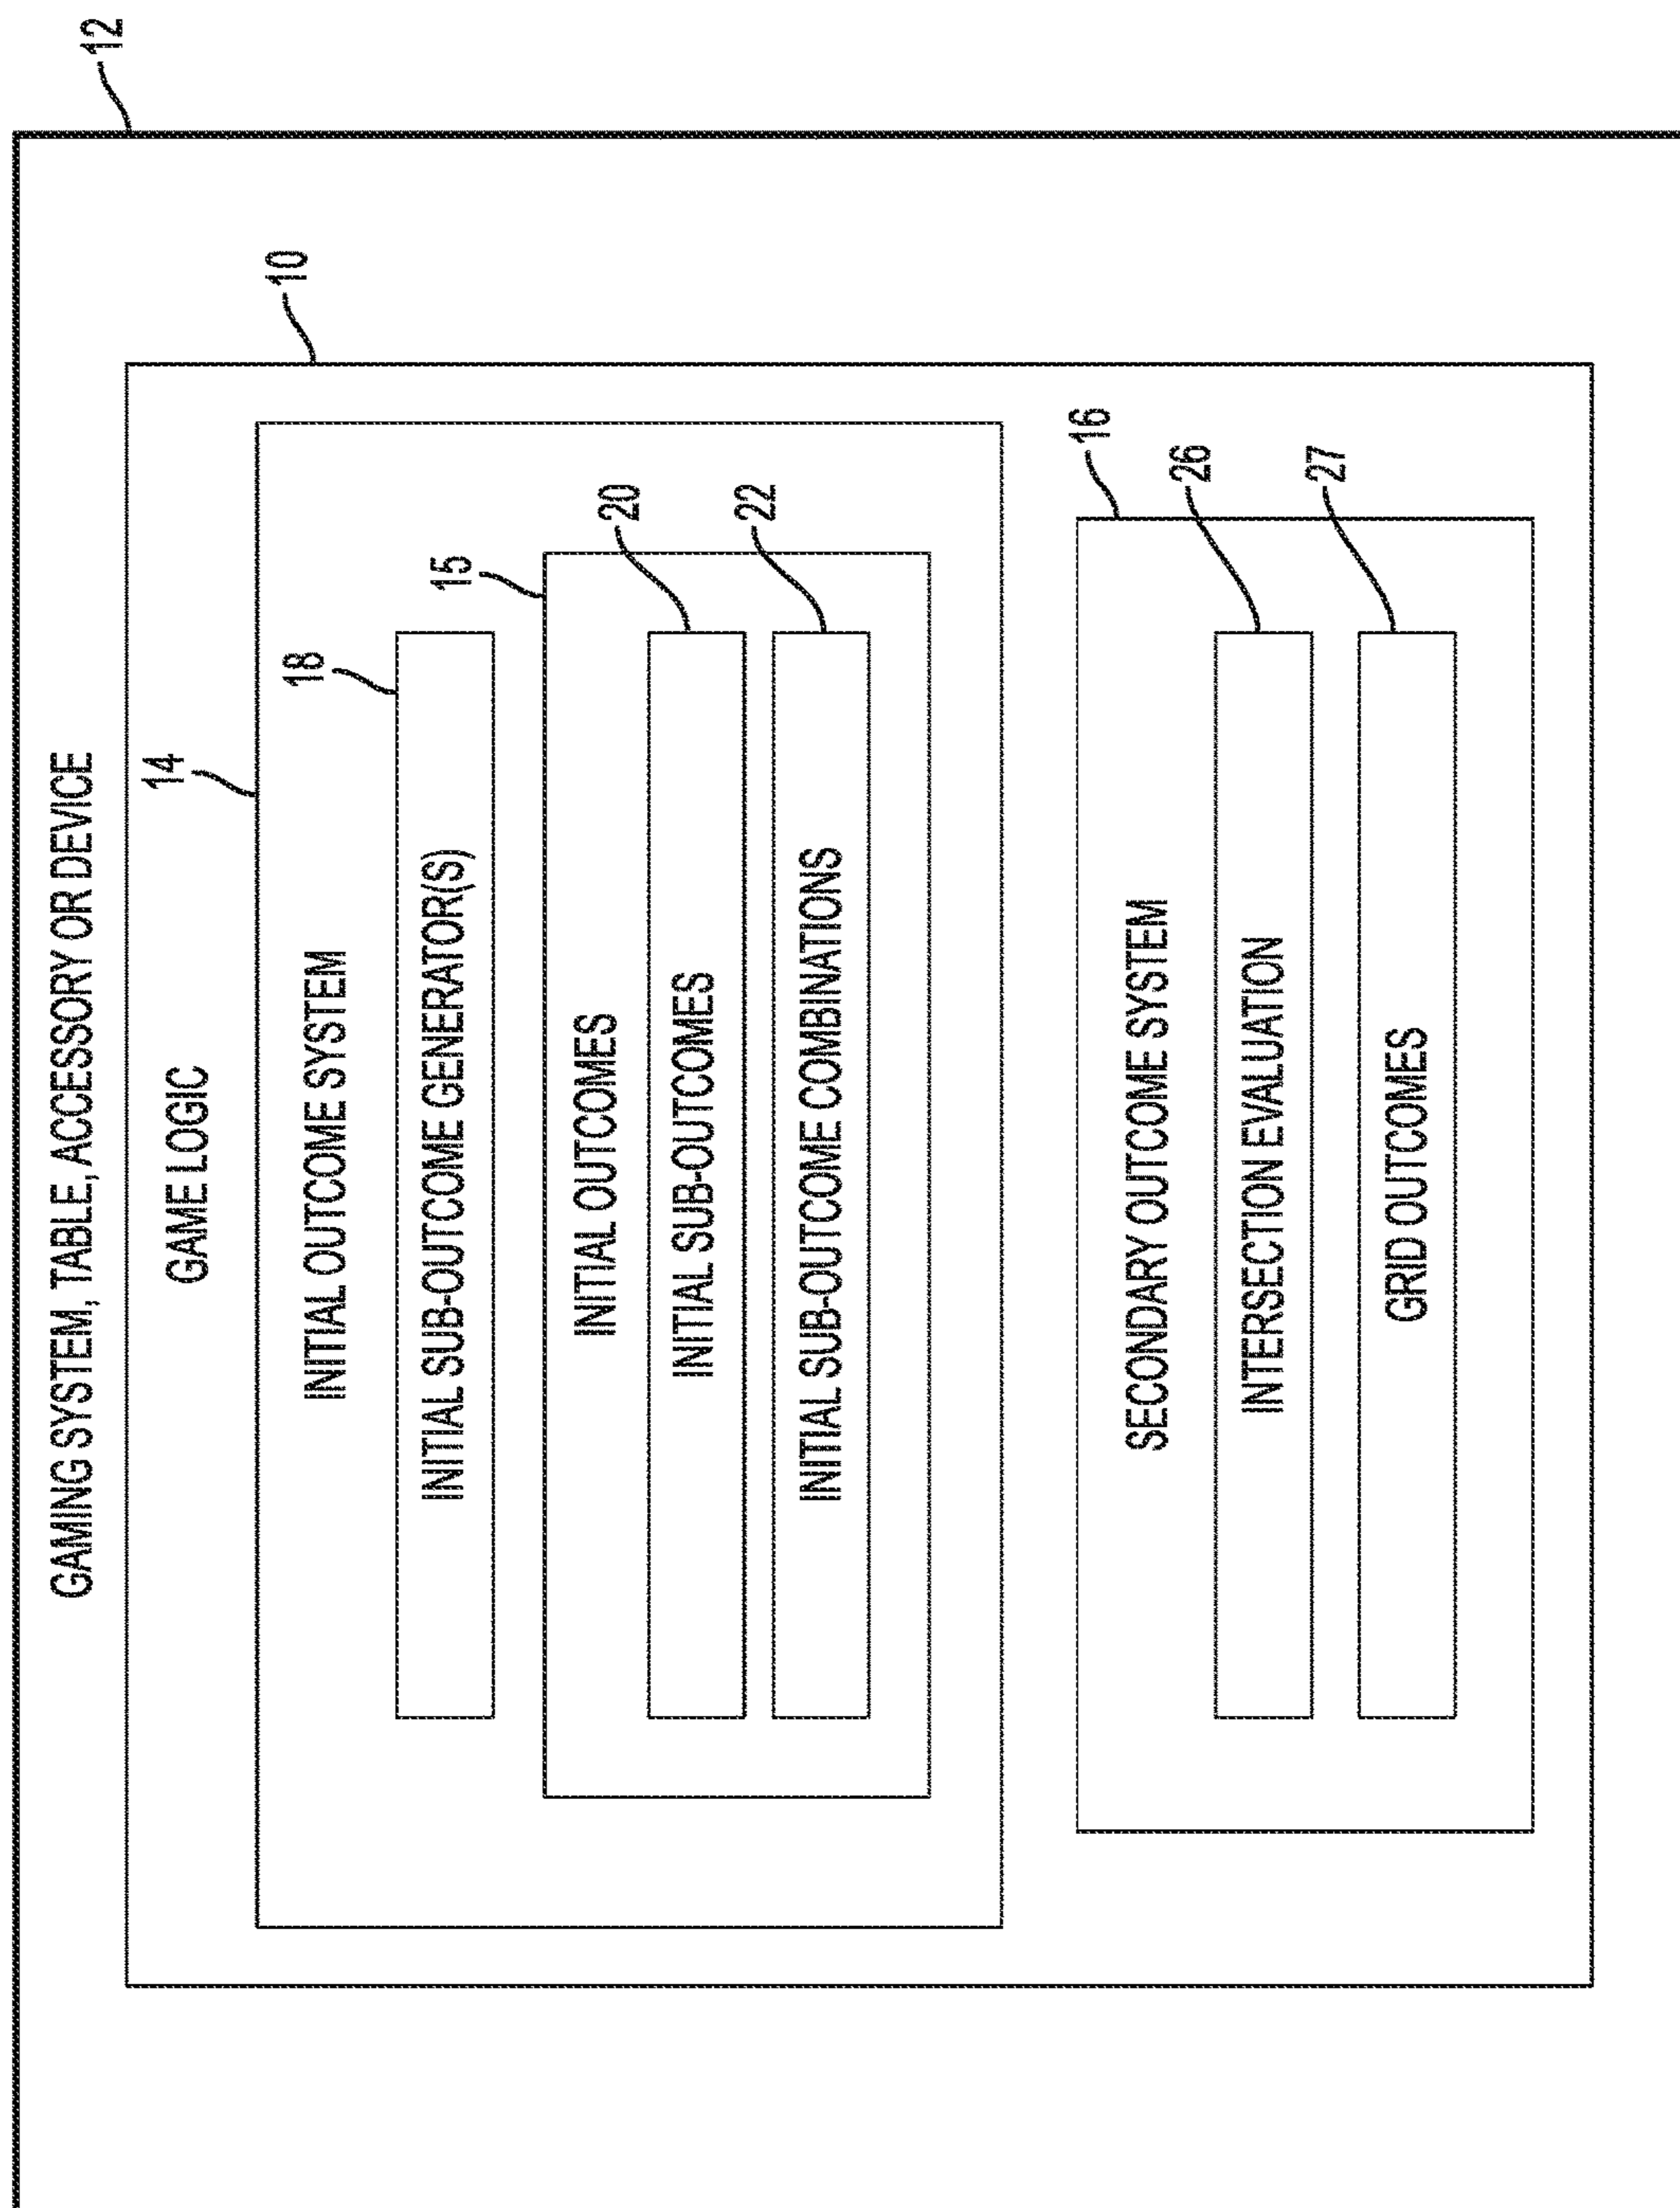 12
GAMING SYSTEM, TABLE, ACCESSORY OR DEVICE
10
GAME LOGIC
14
INITIAL OUTCOME SYSTEM
18
INITIAL SUB-OUTCOME GENERATOR(S)
15
INITIAL OUTCOMES
20
INITIAL SUB-OUTCOMES
22
INITIAL SUB-OUTCOME COMBINATIONS
16
SECONDARY OUTCOME SYSTEM
26
INTERSECTION EVALUATION
27
GRID OUTCOMES